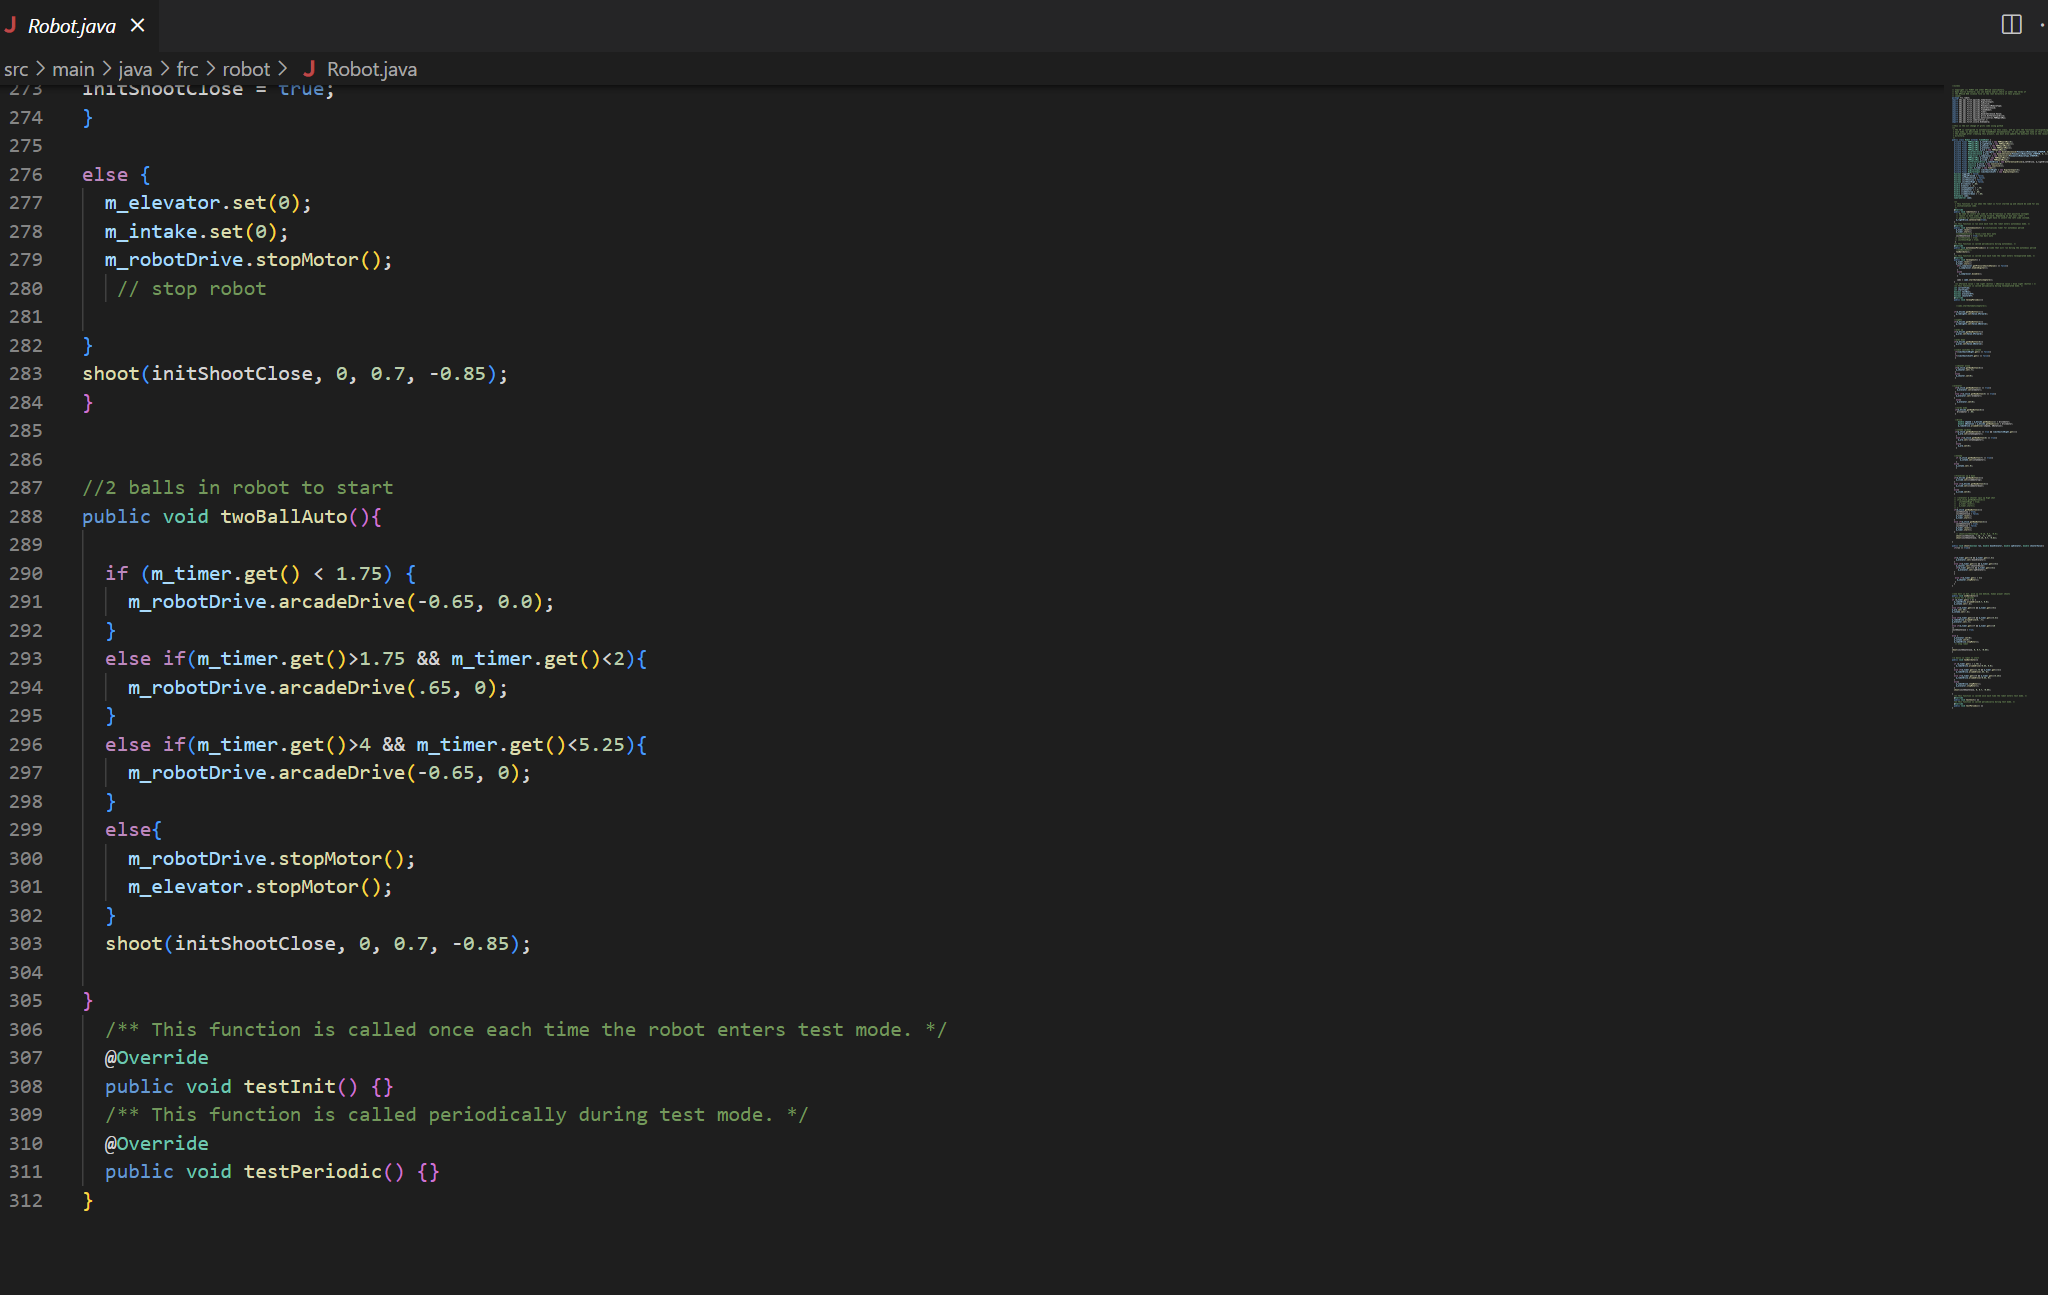 J Robot.java
src > main > java > frc > robot > J Robot.java
273 initShootClose = true;
274 }
275
276 else {
277 m_elevator.set(0);
278 m_intake.set(0);
279 m_robotDrive.stopMotor();
280 // stop robot
281
282 }
283 shoot(initShootClose, 0, 0.7, -0.85);
284 }
285
286
287 //2 balls in robot to start
288 public void twoBallAuto(){
289
290 if (m_timer.get() < 1.75) {
291 m_robotDrive.arcadeDrive(-0.65, 0.0);
292 }
293 else if(m_timer.get()>1.75 && m_timer.get()<2){
294 m_robotDrive.arcadeDrive(.65, 0);
295 }
296 else if(m_timer.get()>4 && m_timer.get()<5.25){
297 m_robotDrive.arcadeDrive(-0.65, 0);
298 }
299 else{
300 m_robotDrive.stopMotor();
301 m_elevator.stopMotor();
302 }
303 shoot(initShootClose, 0, 0.7, -0.85);
304
305 }
306 /** This function is called once each time the robot enters test mode. */
307 @Override
308 public void testInit() {}
309 /** This function is called periodically during test mode. */
310 @Override
311 public void testPeriodic() {}
312 }